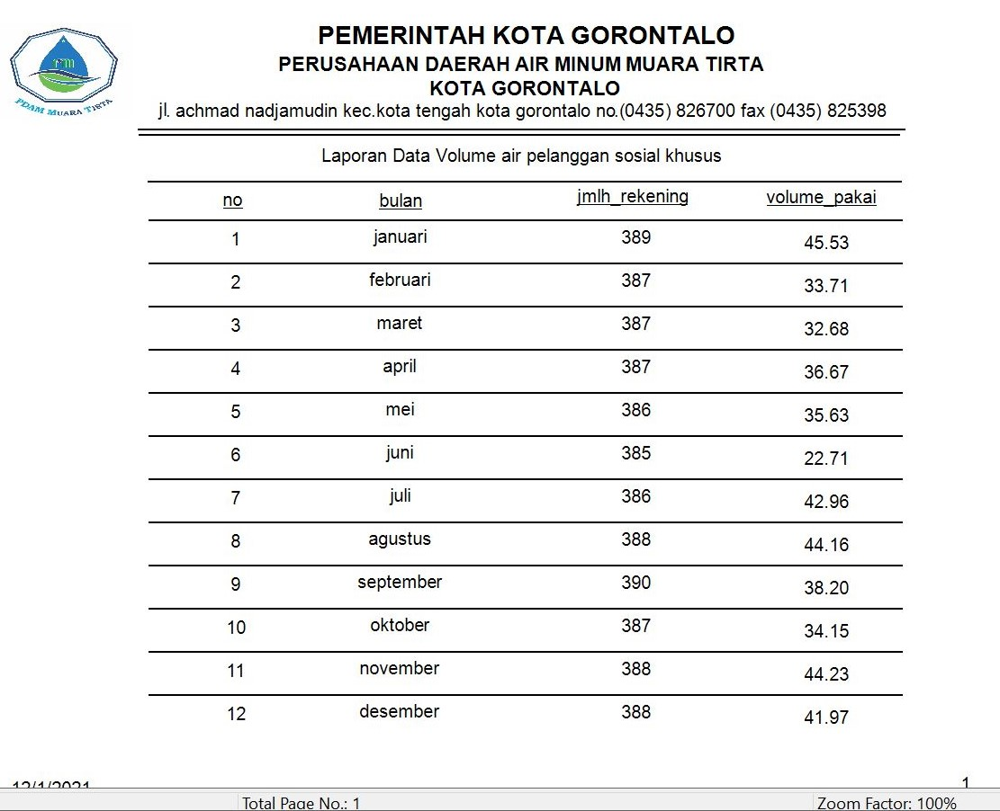 PEMERINTAH KOTA GORONTALO
PERUSAHAAN DAERAH AIR MINUM MUARA TIRTA
KOTA GORONTALO
jl. achmad nadjamudin kec.kota tengah kota gorontalo no.(0435) 826700 fax (0435) 825398
PDAM MUARA TIRTA
Laporan Data Volume air pelanggan sosial khusus
no bulan jmlh_rekening volume_pakai
1 januari 389 45.53
2 februari 387 33.71
3 maret 387 32.68
4 april 387 36.67
5 mei 386 35.63
6 juni 385 22.71
7 juli 386 42.96
8 agustus 388 44.16
9 september 390 38.20
10 oktober 387 34.15
11 november 388 44.23
12 desember 388 41.97
12/1/2021 1
Total Page No.: 1 Zoom Factor: 100%